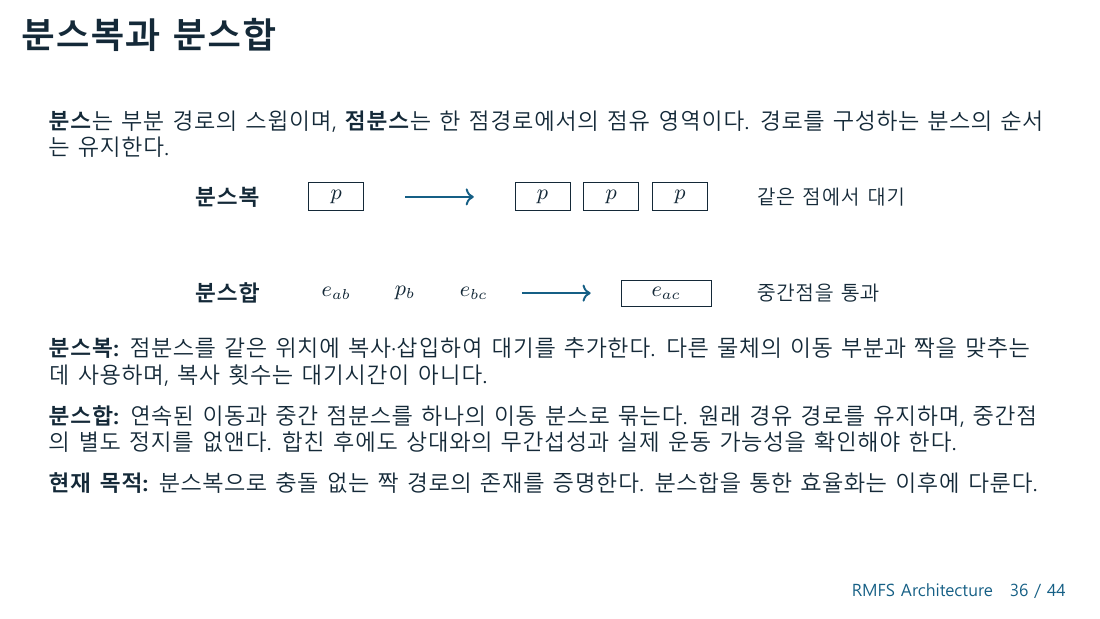 분스복과 분스합
분스는 부분 경로의 스윕이며, 점분스는 한 점경로에서의 점유 영역이다. 경로를 구성하는 분스의 순서
는 유지한다.
분스복 p → p p p 같은 점에서 대기
분스합 e_ab p_b e_bc → e_ac 중간점을 통과
분스복: 점분스를 같은 위치에 복사·삽입하여 대기를 추가한다. 다른 물체의 이동 부분과 짝을 맞추는
데 사용하며, 복사 횟수는 대기시간이 아니다.
분스합: 연속된 이동과 중간 점분스를 하나의 이동 분스로 묶는다. 원래 경유 경로를 유지하며, 중간점
의 별도 정지를 없앤다. 합친 후에도 상대와의 무간섭성과 실제 운동 가능성을 확인해야 한다.
현재 목적: 분스복으로 충돌 없는 짝 경로의 존재를 증명한다. 분스합을 통한 효율화는 이후에 다룬다.
RMFS Architecture 36 / 44